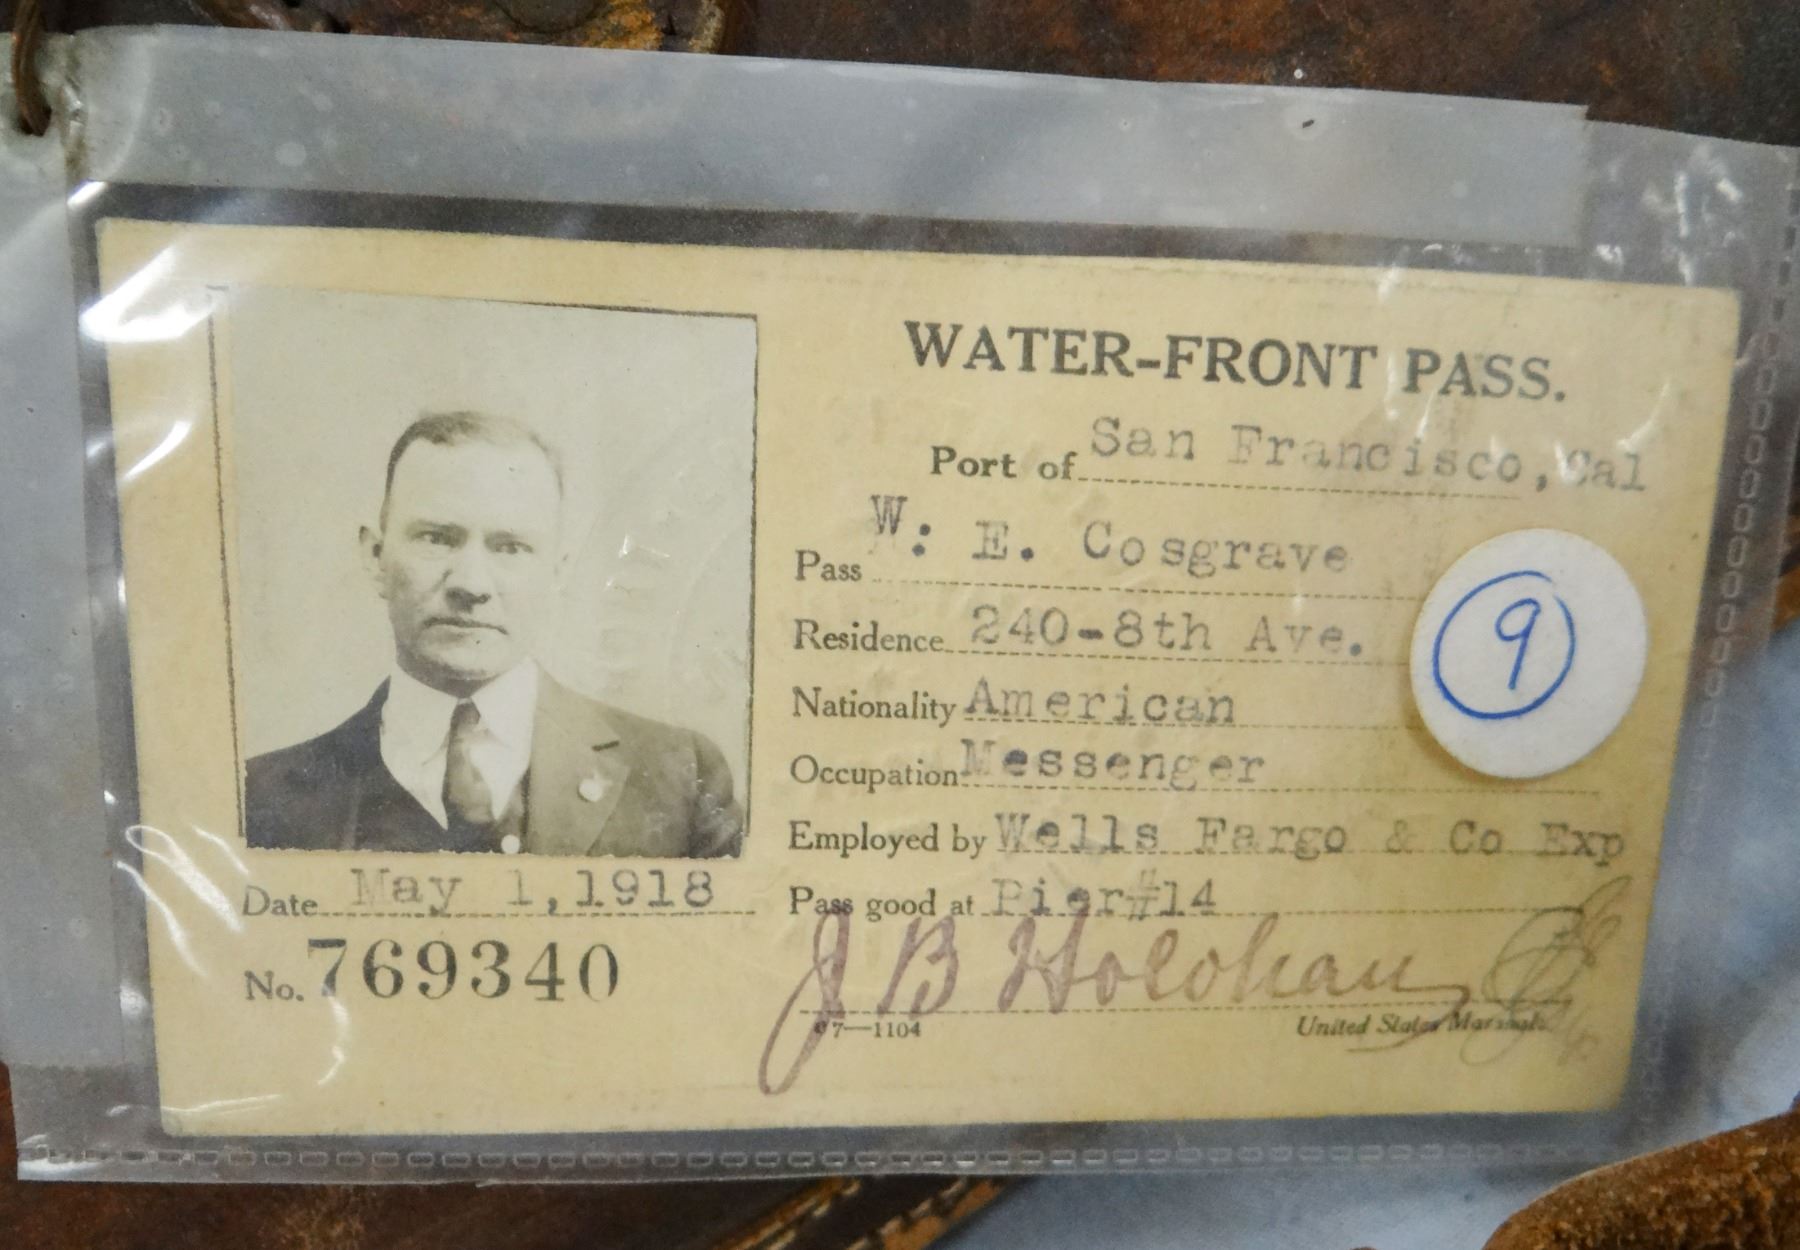 WATER-FRONT PASS.
Port of San Francisco, Cal
Pass W: E. Cosgrave
Residence 240-8th Ave.
Nationality American
Occupation Messenger
Employed by Wells Fargo & Co Exp
Pass good at Pier#14
Date May 1,1918
No. 769340
J B Holohan
97—1104
United States Marshal.
9